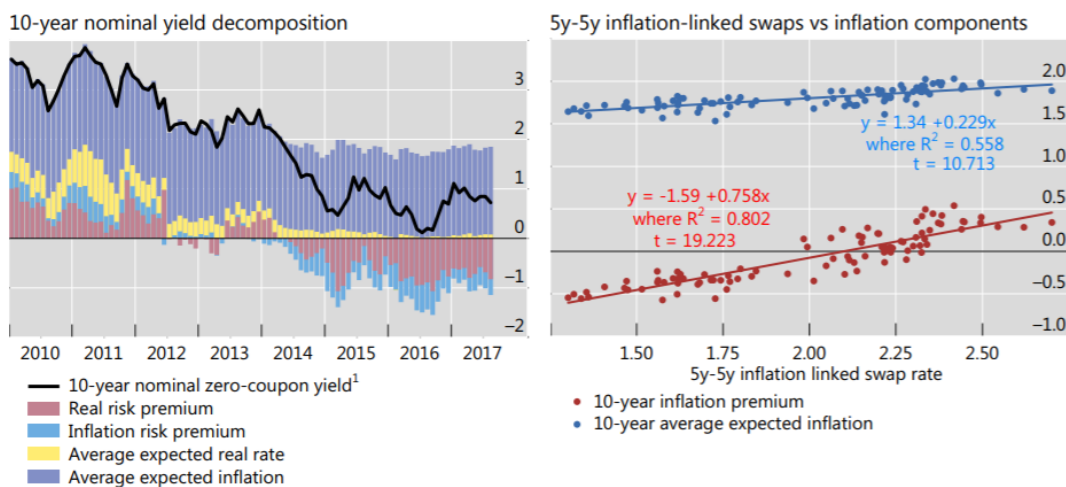 10-year nominal yield decomposition
3
2
1
0
–1
–2
2010 2011 2012 2013 2014 2015 2016 2017
10-year nominal zero-coupon yield1
Real risk premium
Inflation risk premium
Average expected real rate
Average expected inflation
5y-5y inflation-linked swaps vs inflation components
2.0
1.5
1.0
0.5
0.0
–0.5
–1.0
y = 1.34 +0.229x
where R2 = 0.558
t = 10.713
y = -1.59 +0.758x
where R2 = 0.802
t = 19.223
1.50 1.75 2.00 2.25 2.50
5y-5y inflation linked swap rate
10-year inflation premium
10-year average expected inflation